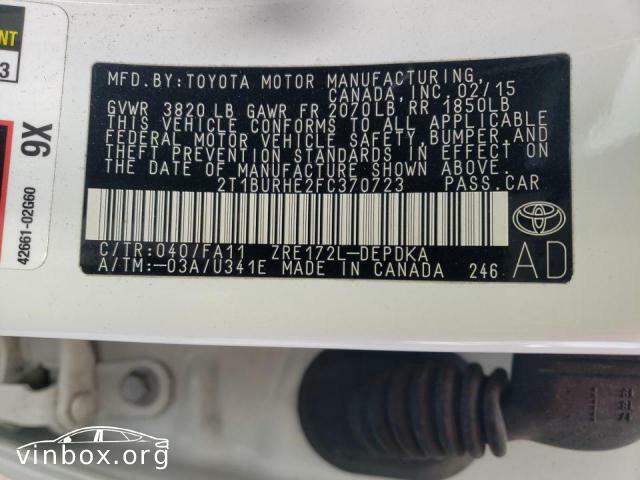 NT
3
9X
42661-02G60
MFD.BY:TOYOTA MOTOR MANUFACTURING,
CANADA, INC. 02/15
GVWR 3820 LB GAWR FR 2070LB RR 1850LB
THIS VEHICLE CONFORMS TO ALL APPLICABLE
FEDERAL MOTOR VEHICLE SAFETY, BUMPER AND
THEFT PREVENTION STANDARDS IN EFFECT ON
THE DATE OF MANUFACTURE SHOWN ABOVE.
2T1BURHE2FC370723 PASS.CAR
C/TR:040/FA11 ZRE172L-DEPDKA
A/TM:-03A/U341E MADE IN CANADA 246
AD
vinbox.org